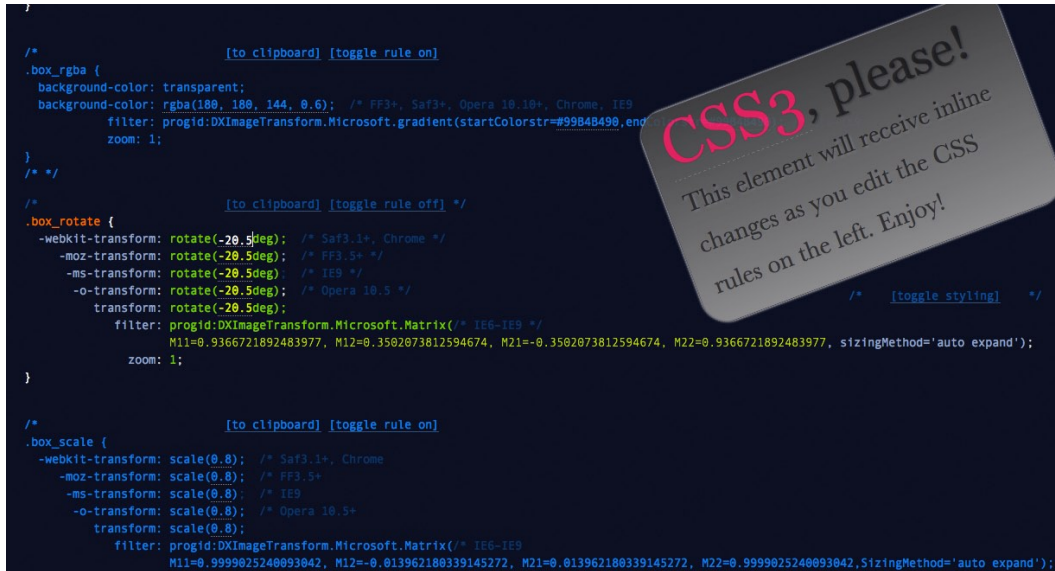 }
/* [to clipboard] [toggle rule on]
.box_rgba {
background-color: transparent;
background-color: rgba(180, 180, 144, 0.6); /* FF3+, Saf3+, Opera 10.10+, Chrome, IE9
filter: progid:DXImageTransform.Microsoft.gradient(startColorstr=#99B4B490,end
zoom: 1;
}
/* */
/* [to clipboard] [toggle rule off] */
.box_rotate {
-webkit-transform: rotate(-20.5deg); /* Saf3.1+, Chrome */
-moz-transform: rotate(-20.5deg); /* FF3.5+ */
-ms-transform: rotate(-20.5deg); /* IE9 */
-o-transform: rotate(-20.5deg); /* Opera 10.5 */
transform: rotate(-20.5deg);
filter: progid:DXImageTransform.Microsoft.Matrix(/* IE6-IE9 */
M11=0.9366721892483977, M12=0.3502073812594674, M21=-0.3502073812594674, M22=0.9366721892483977, sizingMethod='auto expand');
zoom: 1;
}
/* [to clipboard] [toggle rule on]
.box_scale {
-webkit-transform: scale(0.8); /* Saf3.1+, Chrome
-moz-transform: scale(0.8); /* FF3.5+
-ms-transform: scale(0.8); /* IE9
-o-transform: scale(0.8); /* Opera 10.5+
transform: scale(0.8);
filter: progid:DXImageTransform.Microsoft.Matrix(/* IE6-IE9
M11=0.9999025240093042, M12=-0.013962180339145272, M21=0.013962180339145272, M22=0.9999025240093042,SizingMethod='auto expand');
CSS3, please!
This element will receive inline
changes as you edit the CSS
rules on the left. Enjoy!
/* [toggle styling] */